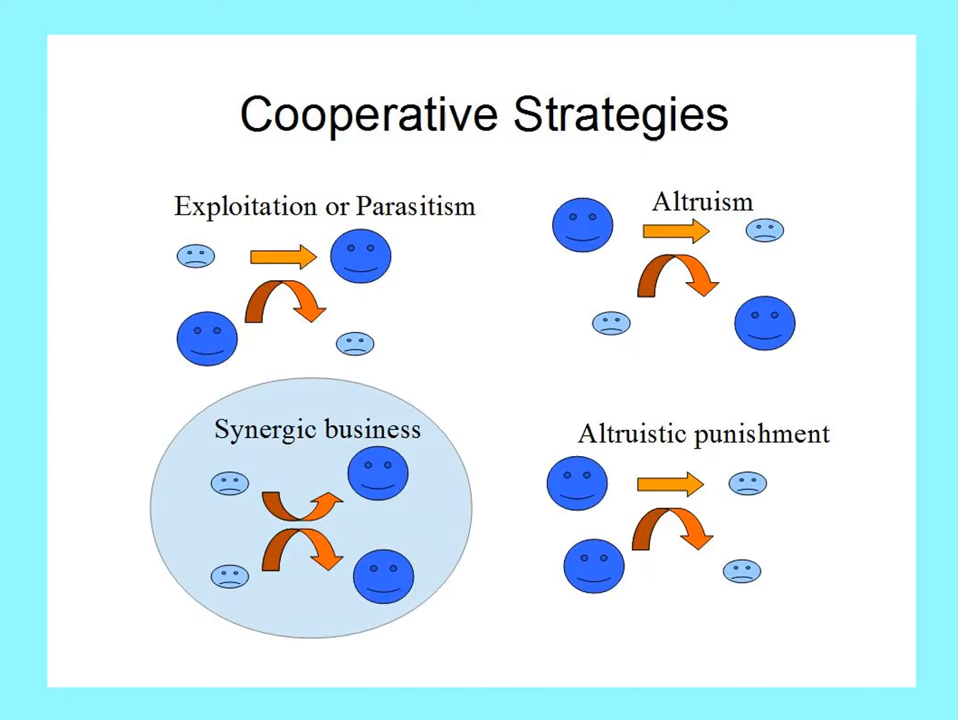 Cooperative Strategies
Exploitation or Parasitism
Altruism
Synergic business
Altruistic punishment